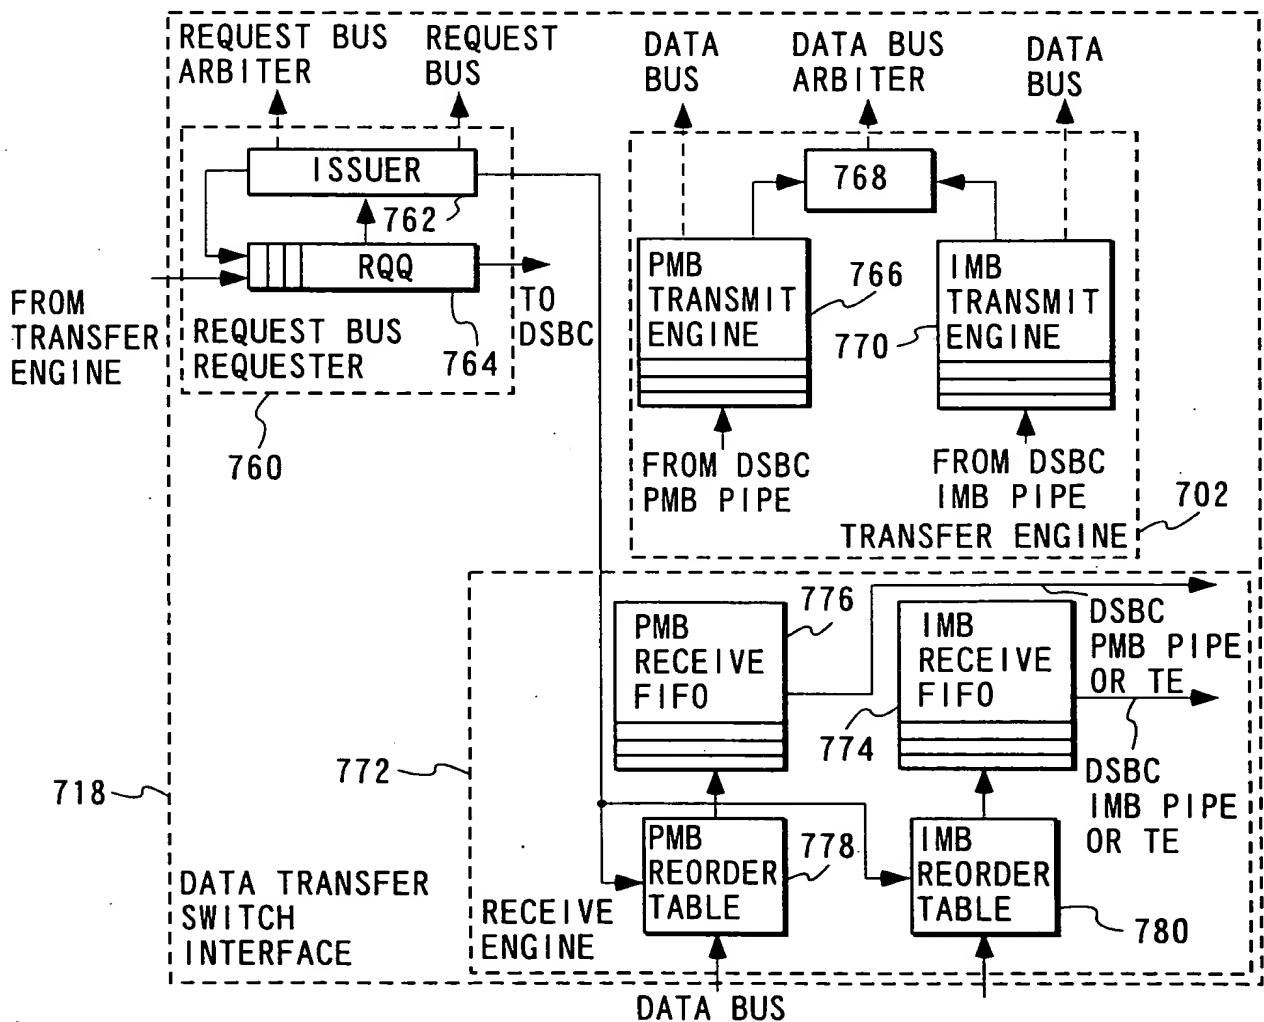 REQUEST BUS
ARBITER
REQUEST
BUS
DATA
BUS
DATA BUS
ARBITER
DATA
BUS
ISSUER
762
768
RQQ
764
FROM
TRANSFER
ENGINE
TO
DSBC
REQUEST BUS
REQUESTER
760
PMB
TRANSMIT
ENGINE
766
IMB
TRANSMIT
ENGINE
770
FROM DSBC
PMB PIPE
FROM DSBC
IMB PIPE
TRANSFER ENGINE
702
PMB
RECEIVE
FIFO
776
IMB
RECEIVE
FIFO
774
DSBC
PMB PIPE
OR TE
DSBC
IMB PIPE
OR TE
772
718
PMB
REORDER
TABLE
778
IMB
REORDER
TABLE
780
DATA TRANSFER
SWITCH
INTERFACE
RECEIVE
ENGINE
DATA BUS